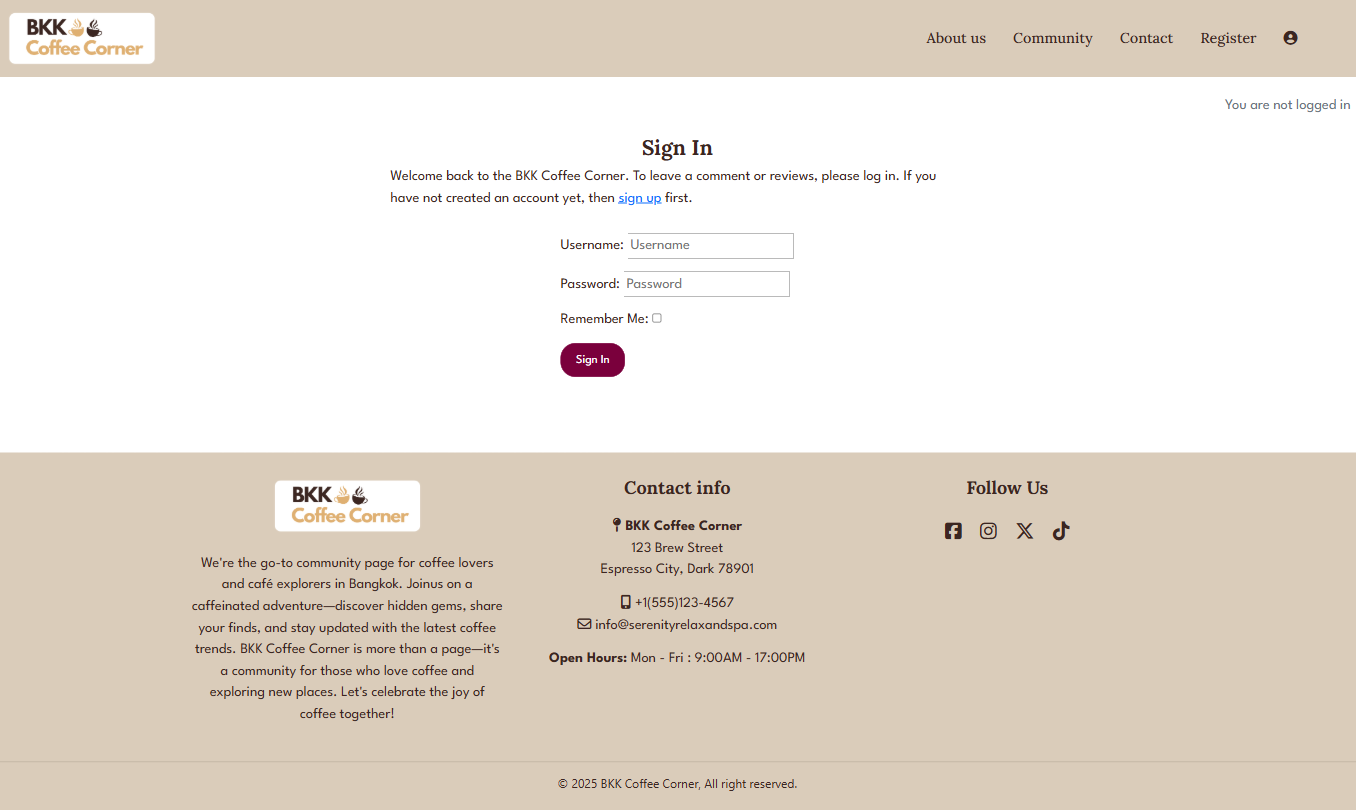 BKK
Coffee Corner
About us
Community
Contact
Register
You are not logged in
Sign In
Welcome back to the BKK Coffee Corner. To leave a comment or reviews, please log in. If you
have not created an account yet, then sign up first.
Username: Username
Password: Password
Remember Me:
Sign In
BKK
Coffee Corner
We're the go-to community page for coffee lovers
and café explorers in Bangkok. Joinus on a
caffeinated adventure—discover hidden gems, share
your finds, and stay updated with the latest coffee
trends. BKK Coffee Corner is more than a page—it's
a community for those who love coffee and
exploring new places. Let's celebrate the joy of
coffee together!
Contact info
BKK Coffee Corner
123 Brew Street
Espresso City, Dark 78901
+1(555)123-4567
info@serenityrelaxandspa.com
Open Hours: Mon - Fri : 9:00AM - 17:00PM
Follow Us
© 2025 BKK Coffee Corner, All right reserved.